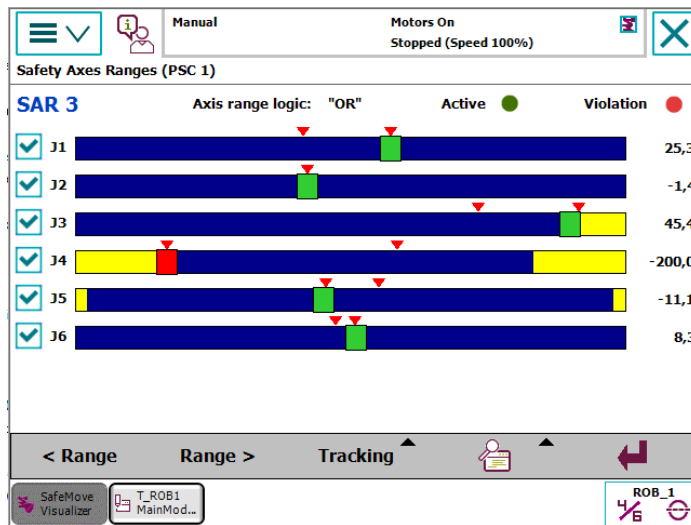 Manual
Motors On
Stopped (Speed 100%)
Safety Axes Ranges (PSC 1)
SAR 3 Axis range logic: "OR" Active Violation
J1 25,3
J2 -1,4
J3 45,4
J4 -200,0
J5 -11,1
J6 8,3
< Range Range > Tracking
SafeMove
Visualizer
T_ROB1
MainMod...
ROB_1